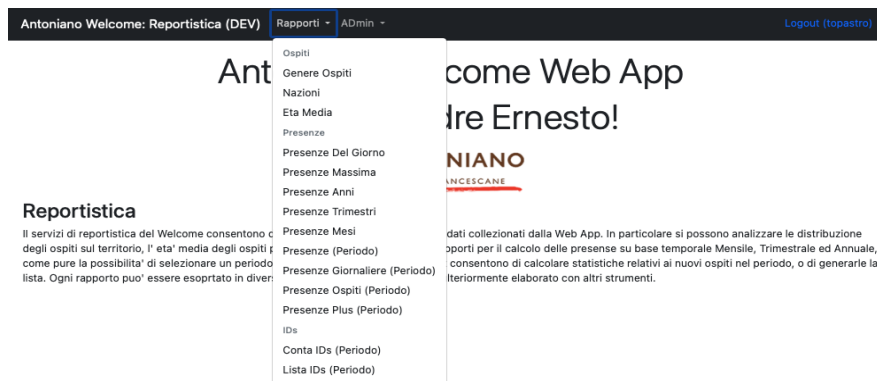 Antoniano Welcome: Reportistica (DEV) Rapporti ADmin Logout (topastro)
Ospiti
Genere Ospiti
Nazioni
Eta Media
Presenze
Presenze Del Giorno
Presenze Massima
Presenze Anni
Presenze Trimestri
Presenze Mesi
Presenze (Periodo)
Presenze Giornaliere (Periodo)
Presenze Ospiti (Periodo)
Presenze Plus (Periodo)
IDs
Conta IDs (Periodo)
Lista IDs (Periodo)
Ant come Web App
dre Ernesto!
NIANO
ANCESCANE
Reportistica
Il servizi di reportistica del Welcome consentono dati collezionati dalla Web App. In particolare si possono analizzare le distribuzione
degli ospiti sul territorio, l' eta' media degli ospiti pporti per il calcolo delle presense su base temporale Mensile, Trimestrale ed Annuale,
come pure la possibilita' di selezionare un periodo consentono di calcolare statistiche relativi ai nuovi ospiti nel periodo, o di generarle la
lista. Ogni rapporto puo' essere esoprtato in diver lteriormente elaborato con altri strumenti.